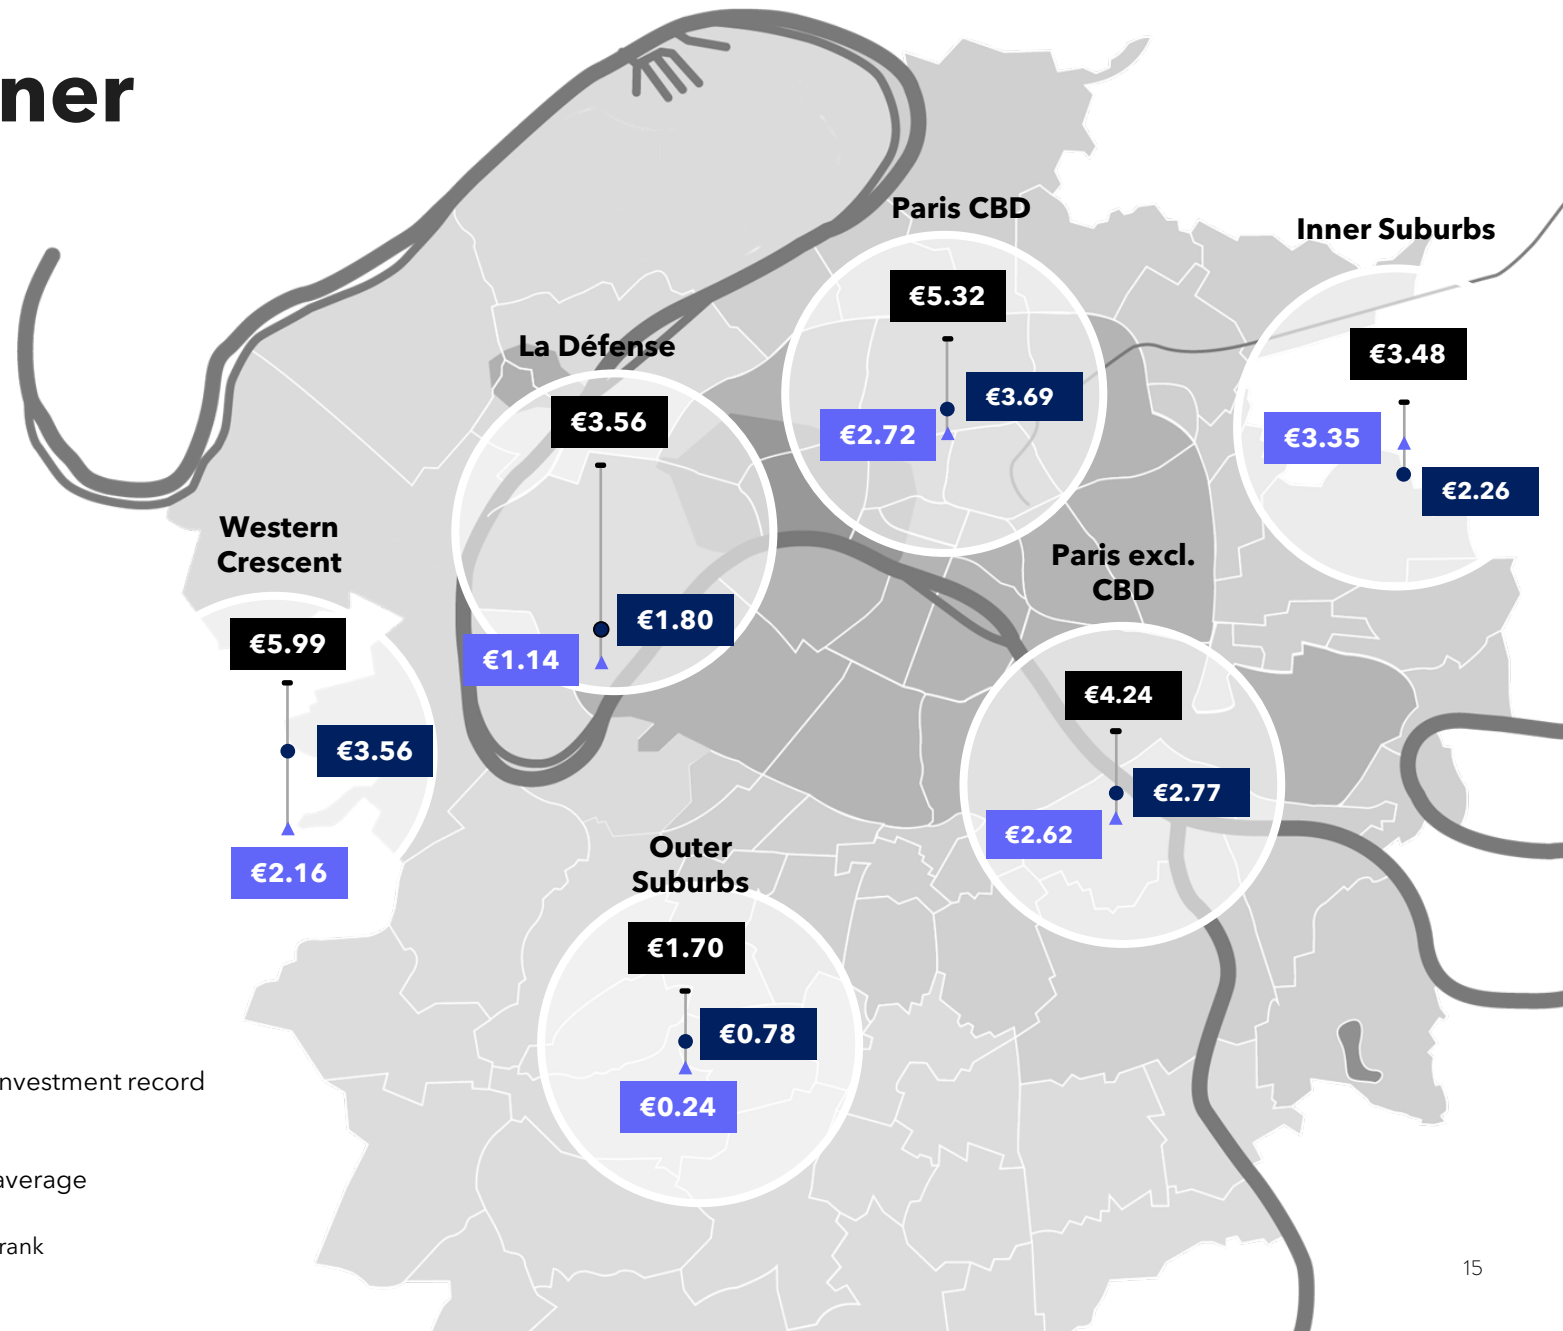 ner
Paris CBD
€5.32
€3.69
€2.72
Inner Suburbs
€3.48
€3.35
€2.26
La Défense
€3.56
€1.80
€1.14
Western
Crescent
€5.99
€3.56
€2.16
Paris excl.
CBD
€4.24
€2.77
€2.62
Outer
Suburbs
€1.70
€0.78
€0.24
nvestment record
average
rank
15